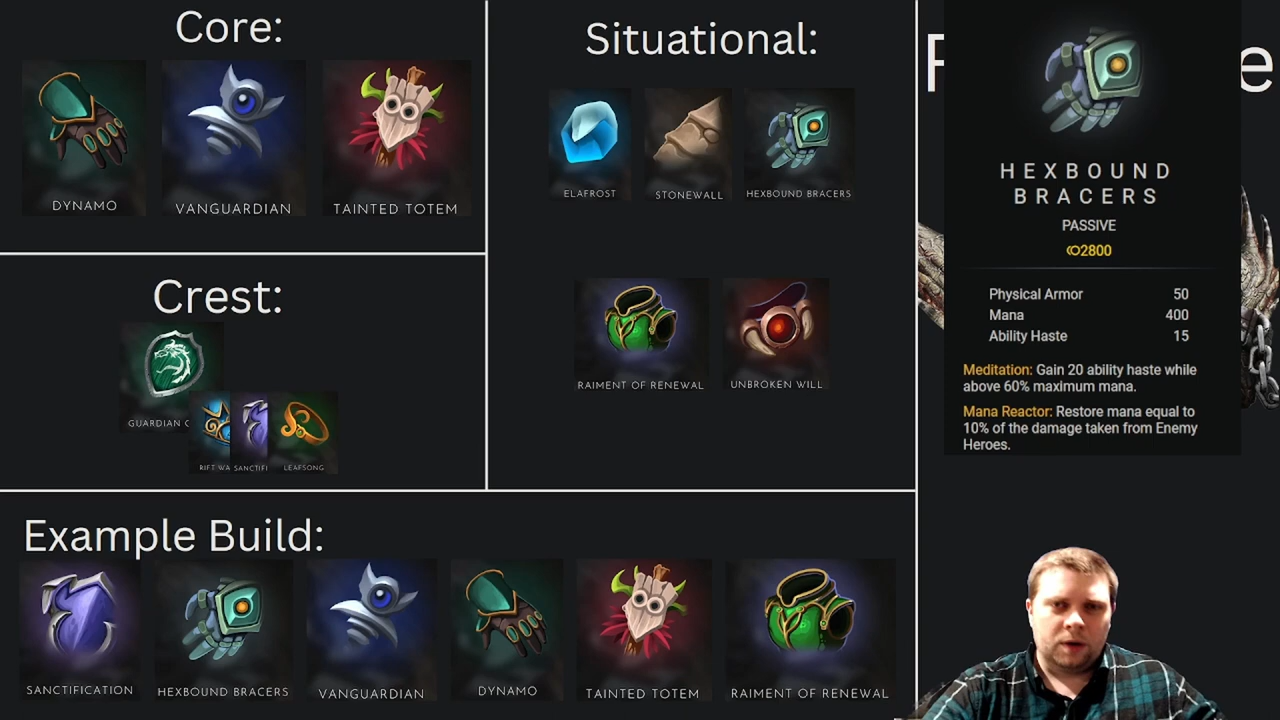 Core:
DYNAMO
VANGUARDIAN
TAINTED TOTEM
Crest:
GUARDIAN
RIFT
SANCTIFI
LEAFSONG
Situational:
ELAFROST
STONEWALL
HEXBOUND BRACERS
RAIMENT OF RENEWAL
UNBROKEN WILL
HEXBOUND
BRACERS
PASSIVE
2800
Physical Armor 50
Mana 400
Ability Haste 15
Meditation: Gain 20 ability haste while
above 60% maximum mana.
Mana Reactor: Restore mana equal to
10% of the damage taken from Enemy
Heroes.
Example Build:
SANCTIFICATION
HEXBOUND BRACERS
VANGUARDIAN
DYNAMO
TAINTED TOTEM
RAIMENT OF RENEWAL